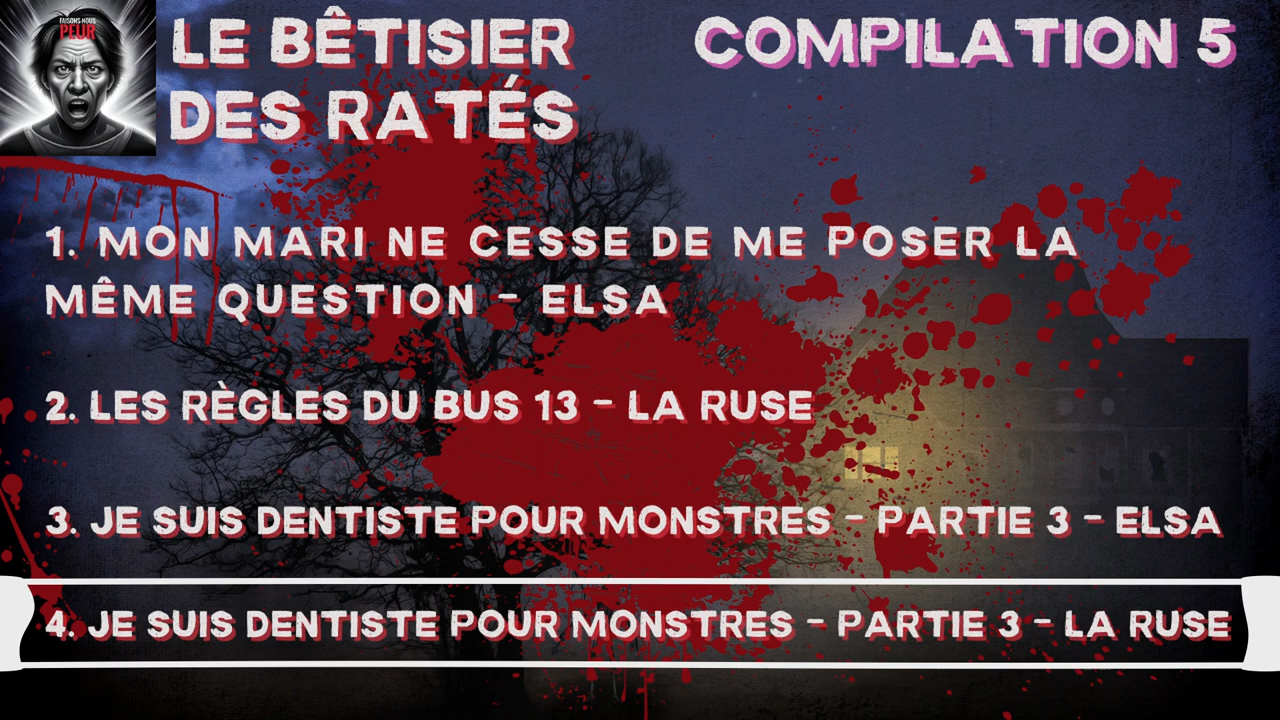 FAISONS-NOUS
PEUR
LE BÊTISIER
DES RATÉS
COMPILATION 5
1. MON MARI NE CESSE DE ME POSER LA
MÊME QUESTION - ELSA
2. LES RÈGLES DU BUS 13 - LA RUSE
3. JE SUIS DENTISTE POUR MONSTRES - PARTIE 3 - ELSA
4. JE SUIS DENTISTE POUR MONSTRES - PARTIE 3 - LA RUSE